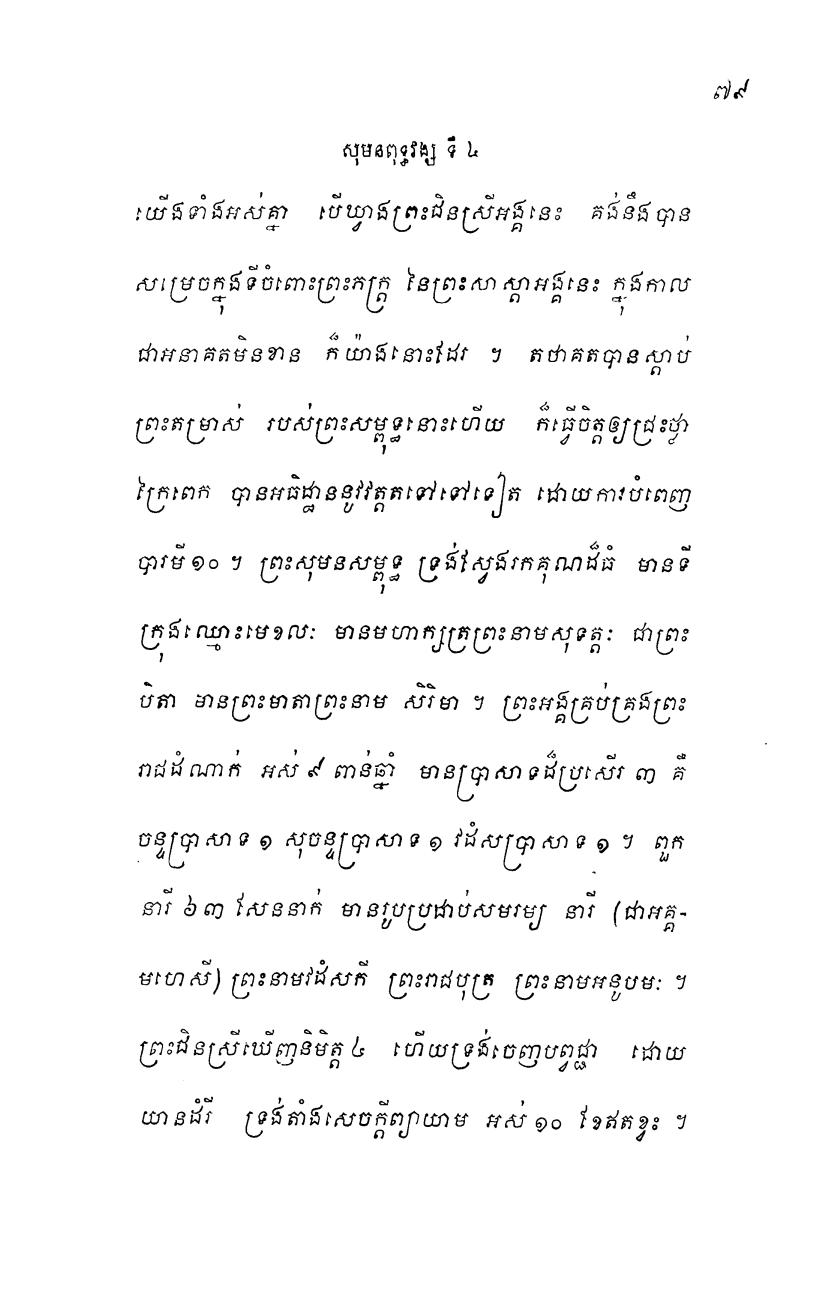 ៧៩
សុមនពុទ្ធវង្ស ទី ៤
យើងទាំងអស់គ្នា បើឃ្វាងព្រះជិនស្រីអង្គនេះ គង់នឹងបាន
សម្រេចក្នុងទីចំពោះព្រះភក្ត្រ នៃព្រះសាស្តាអង្គនេះ ក្នុងកាល
ជាអនាគតមិនខាន ក៏យ៉ាងនោះដែរ ។ តថាគតបានស្តាប់
ព្រះតម្រាស់ របស់ព្រះសម្ពុទ្ធនោះហើយ ក៏ធ្វើចិត្តឲ្យជ្រះថ្លា
ក្រៃពេក បានអធិដ្ឋាននូវវត្តតទៅទៅទៀត ដោយការបំពេញ
បារមី១០ ។ ព្រះសុមនសម្ពុទ្ធ ទ្រង់ស្វែងរកគុណដ៏ធំ មានទី
ក្រុងឈ្មោះមេខលៈ មានមហាក្សត្រព្រះនាមសុទត្តៈ ជាព្រះ
បិតា មានព្រះមាតាព្រះនាម សិរិមា ។ ព្រះអង្គគ្រប់គ្រងព្រះ
រាជដំណាក់ អស់ ៩ ពាន់ឆ្នាំ មានប្រាសាទដ៏ប្រសើរ ៣ គឺ
ចន្ទប្រាសាទ ១ សុចន្ទប្រាសាទ ១ វដំសប្រាសាទ ១ ។ ពួក
នារី ៦៣ សែននាក់ មានរូបប្រដាប់សមរម្យ នារី (ជាអគ្គ-
មហេសី) ព្រះនាមវដំសកី ព្រះរាជបុត្រ ព្រះនាមអនូបមៈ ។
ព្រះជិនស្រីឃើញនិមិត្ត ៤ ហើយទ្រង់ចេញបព្វជ្ជា ដោយ
យានដំរី ទ្រង់តាំងសេចក្តីព្យាយាម អស់ ១០ ខែឥតខ្វះ ។